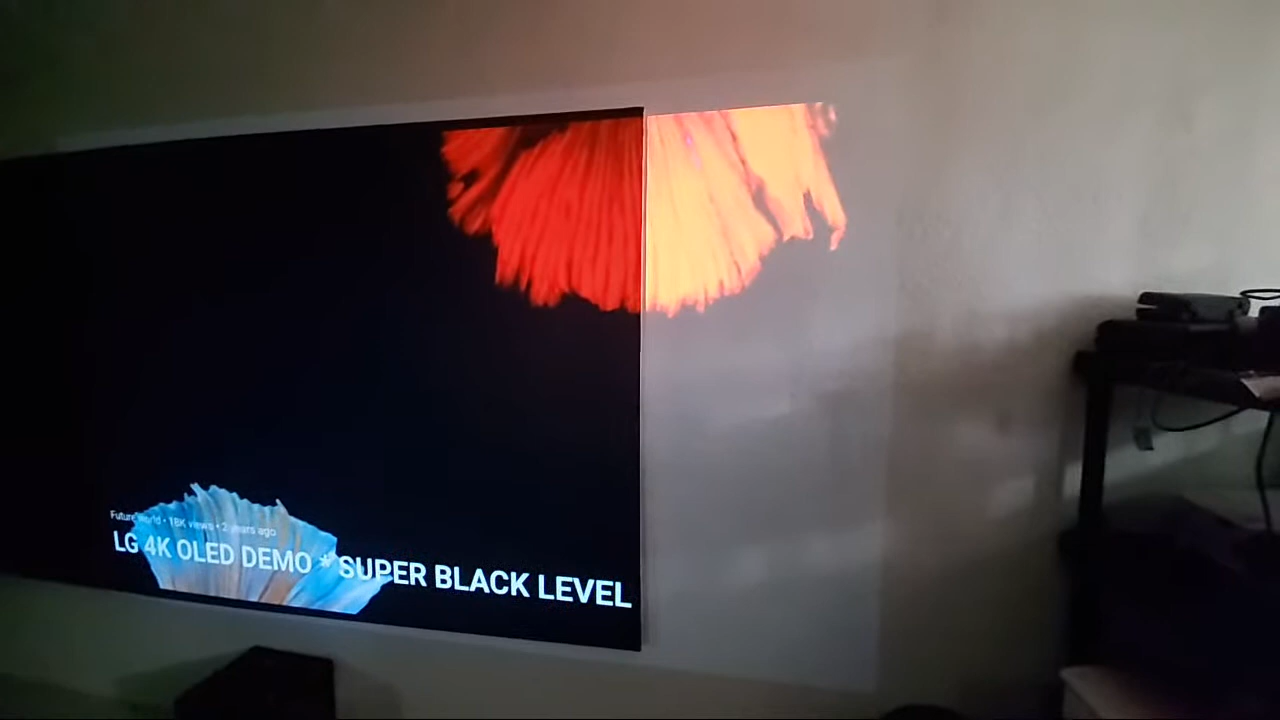 Future World • 18K views • 2 years ago
LG 4K OLED DEMO * SUPER BLACK LEVEL